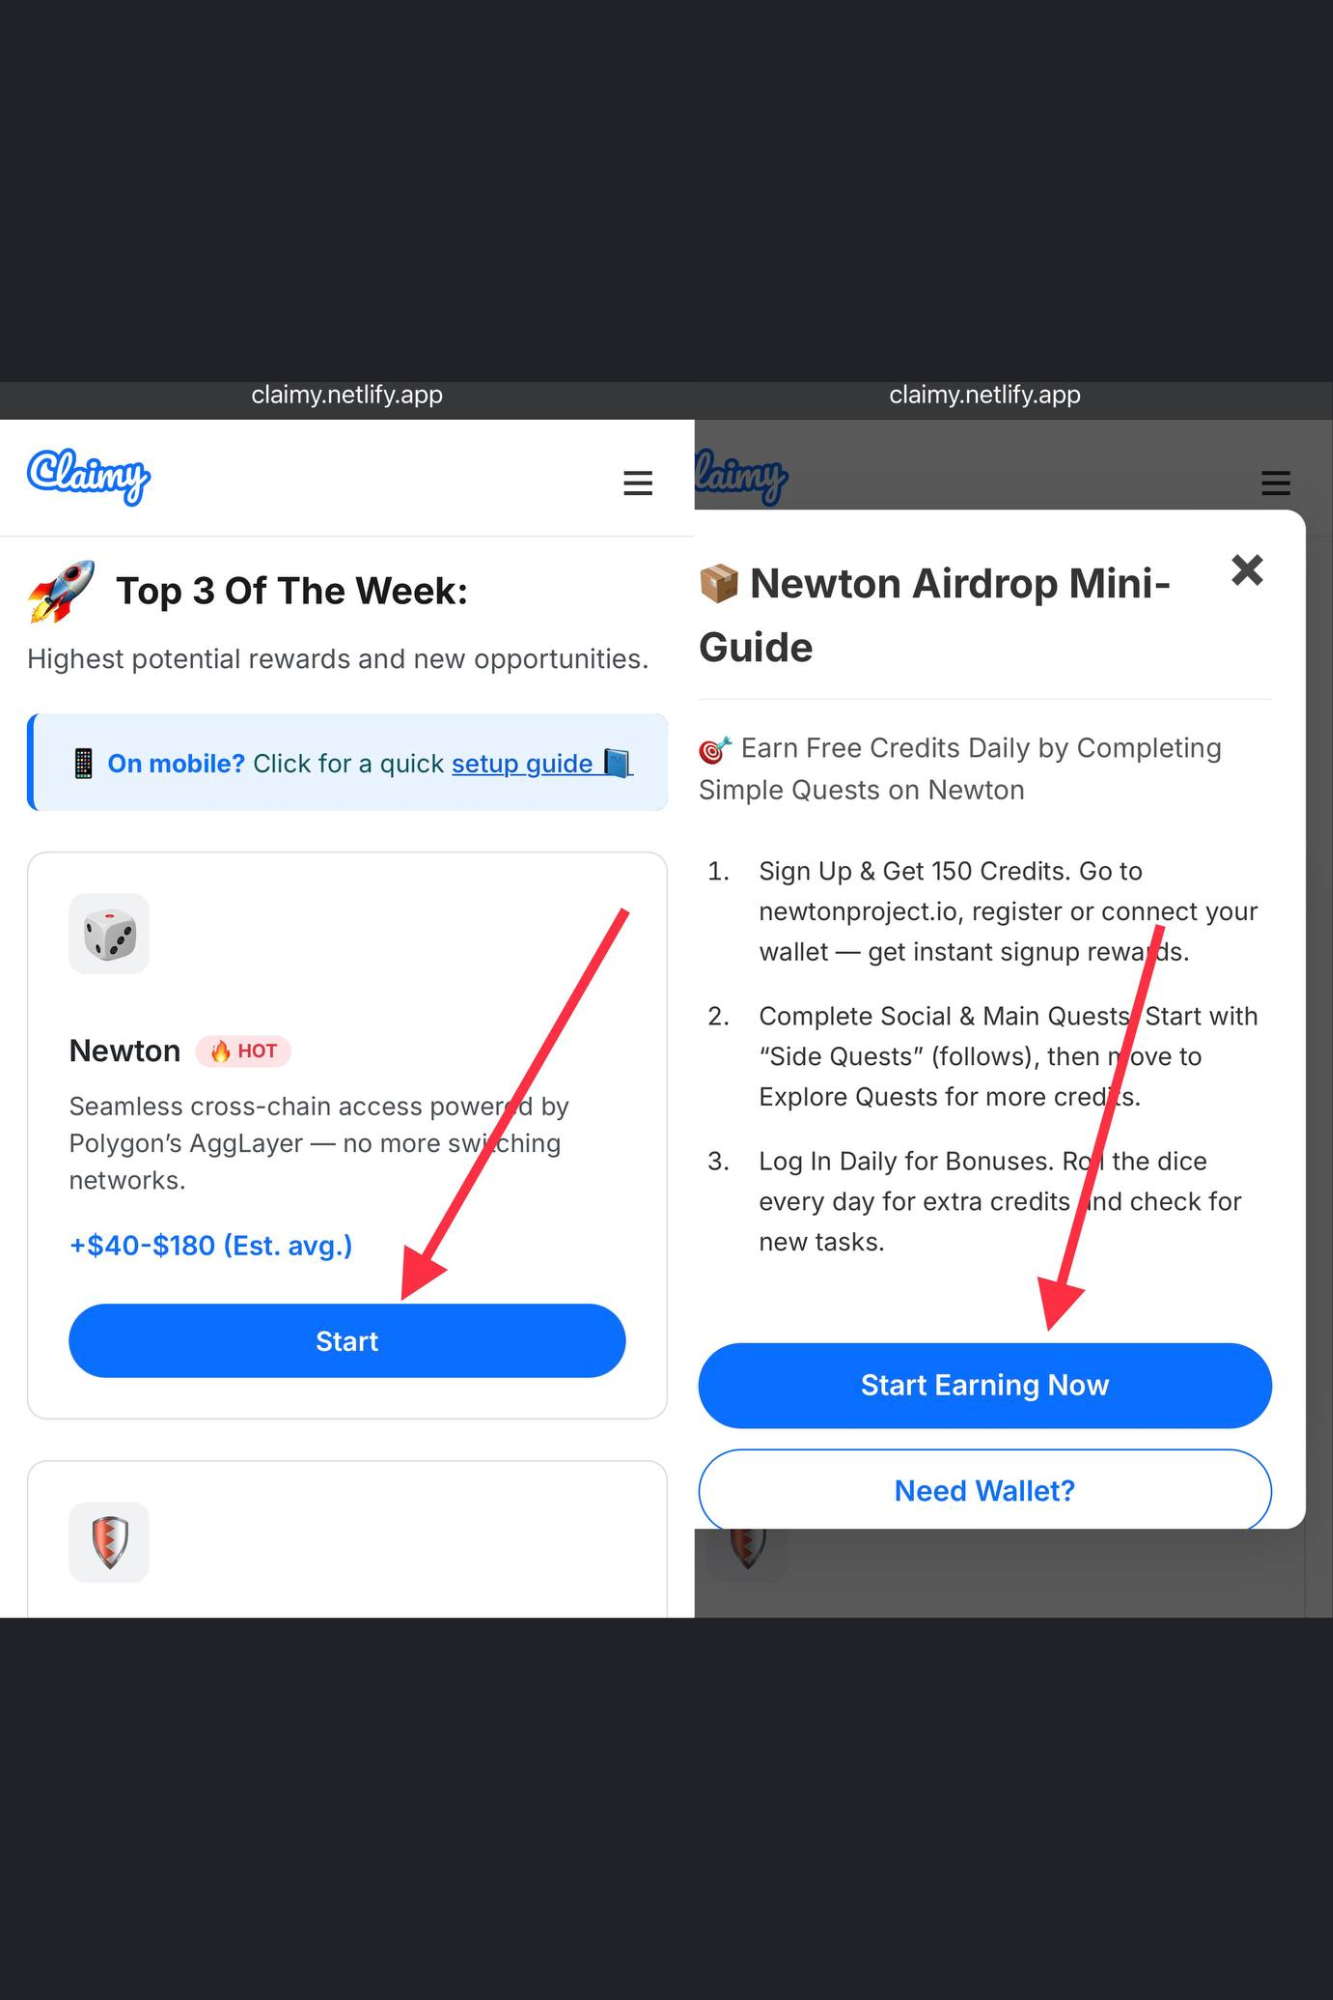 claimy.netlify.app
Claimy
Top 3 Of The Week:
Highest potential rewards and new opportunities.
On mobile? Click for a quick setup guide
Newton HOT
Seamless cross-chain access powered by
Polygon’s AggLayer — no more switching
networks.
+$40-$180 (Est. avg.)
Start
claimy.netlify.app
laimy
Newton Airdrop Mini-
Guide
Earn Free Credits Daily by Completing
Simple Quests on Newton
1. Sign Up & Get 150 Credits. Go to
newtonproject.io, register or connect your
wallet — get instant signup rewards.
2. Complete Social & Main Quests. Start with
“Side Quests” (follows), then move to
Explore Quests for more credits.
3. Log In Daily for Bonuses. Roll the dice
every day for extra credits and check for
new tasks.
Start Earning Now
Need Wallet?